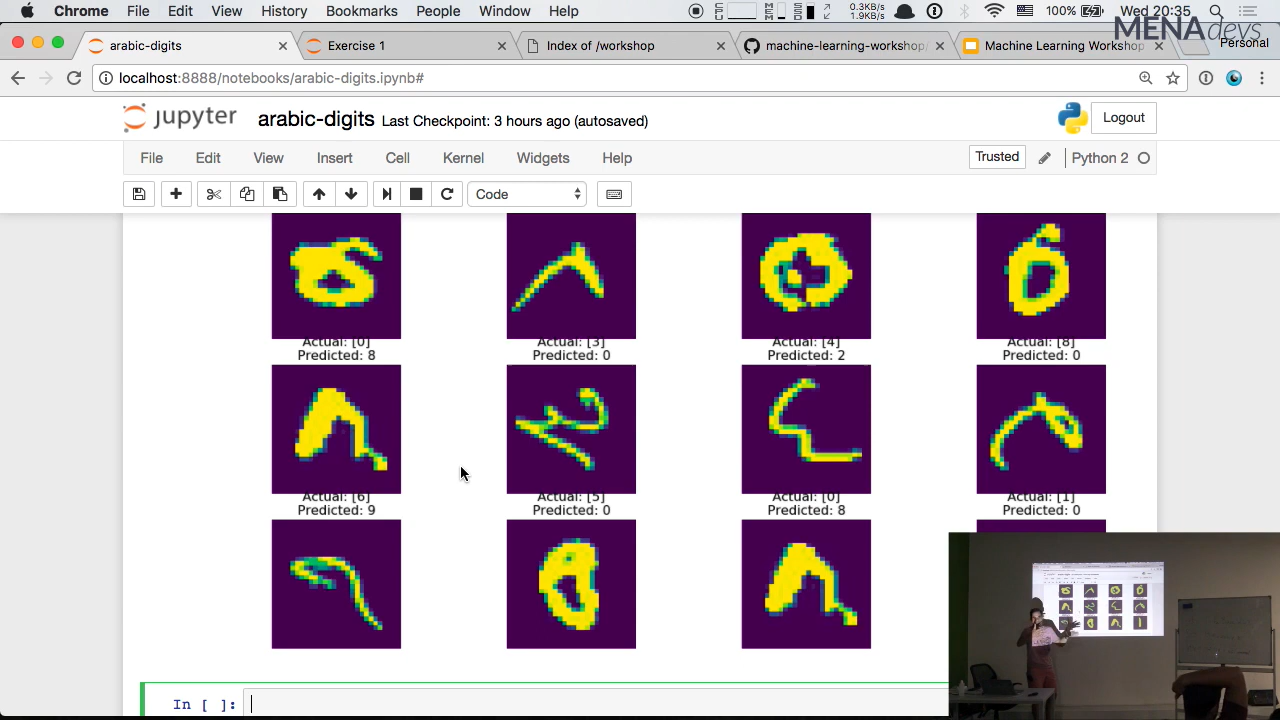 Chrome File Edit View History Bookmarks People Window Help 0.3KB/s 1.9KB/s 100% Wed 20:35
MENAdevs
arabic-digits Exercise 1 Index of /workshop machine-learning-workshop Machine Learning Workshop Personal
localhost:8888/notebooks/arabic-digits.ipynb#
jupyter arabic-digits Last Checkpoint: 3 hours ago (autosaved) Logout
File Edit View Insert Cell Kernel Widgets Help Trusted Python 2
Code
Actual: [0] Actual: [3] Actual: [4] Actual: [8]
Predicted: 8 Predicted: 0 Predicted: 2 Predicted: 0
Actual: [6] Actual: [5] Actual: [0] Actual: [1]
Predicted: 9 Predicted: 0 Predicted: 8 Predicted: 0
In [ ]: